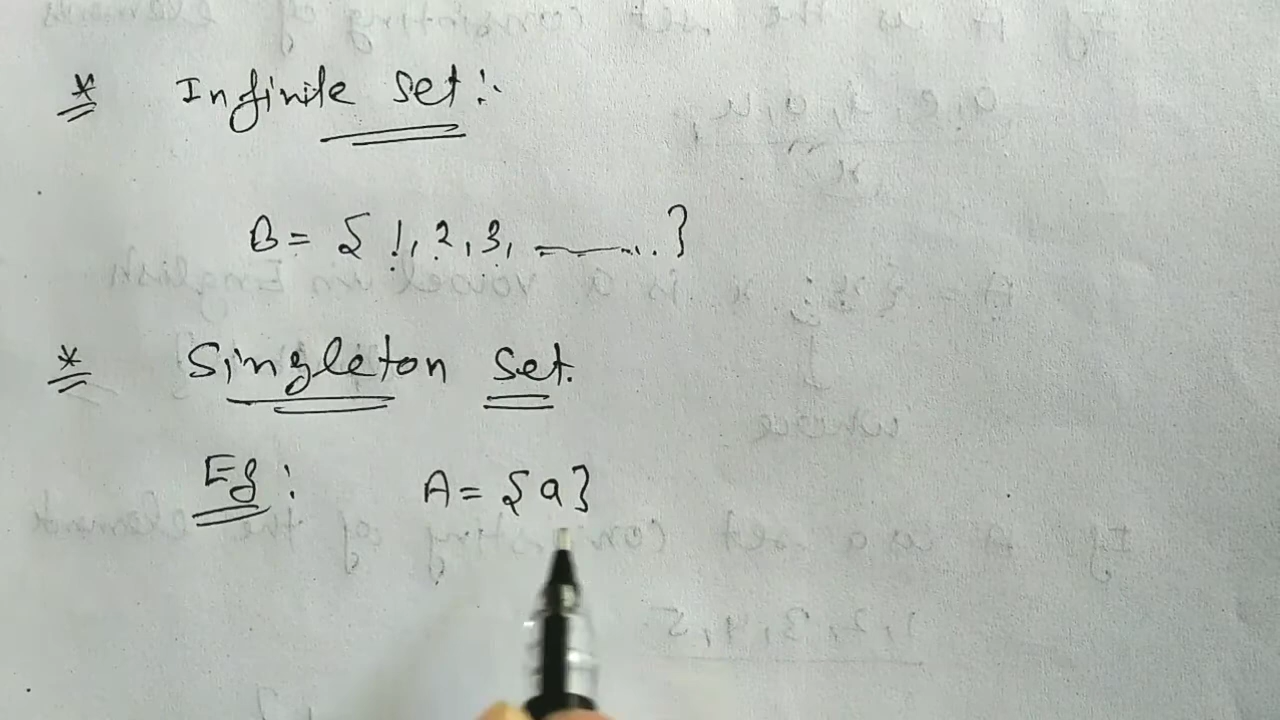 * Infinite Set :-
B = { 1, 2, 3, ——... }
* Singleton Set.
Eg : A = { a }